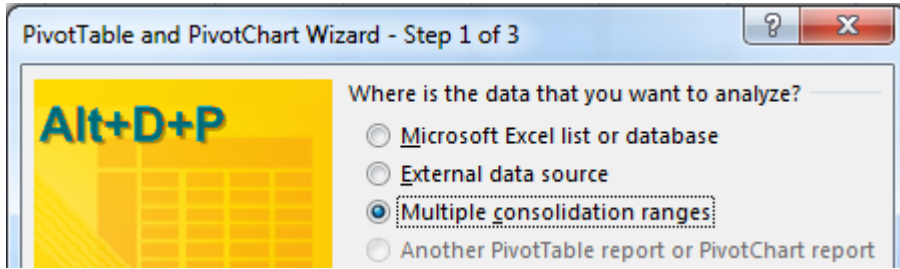 PivotTable and PivotChart Wizard - Step 1 of 3
?
Alt+D+P
Where is the data that you want to analyze?
Microsoft Excel list or database
External data source
Multiple consolidation ranges
Another PivotTable report or PivotChart report